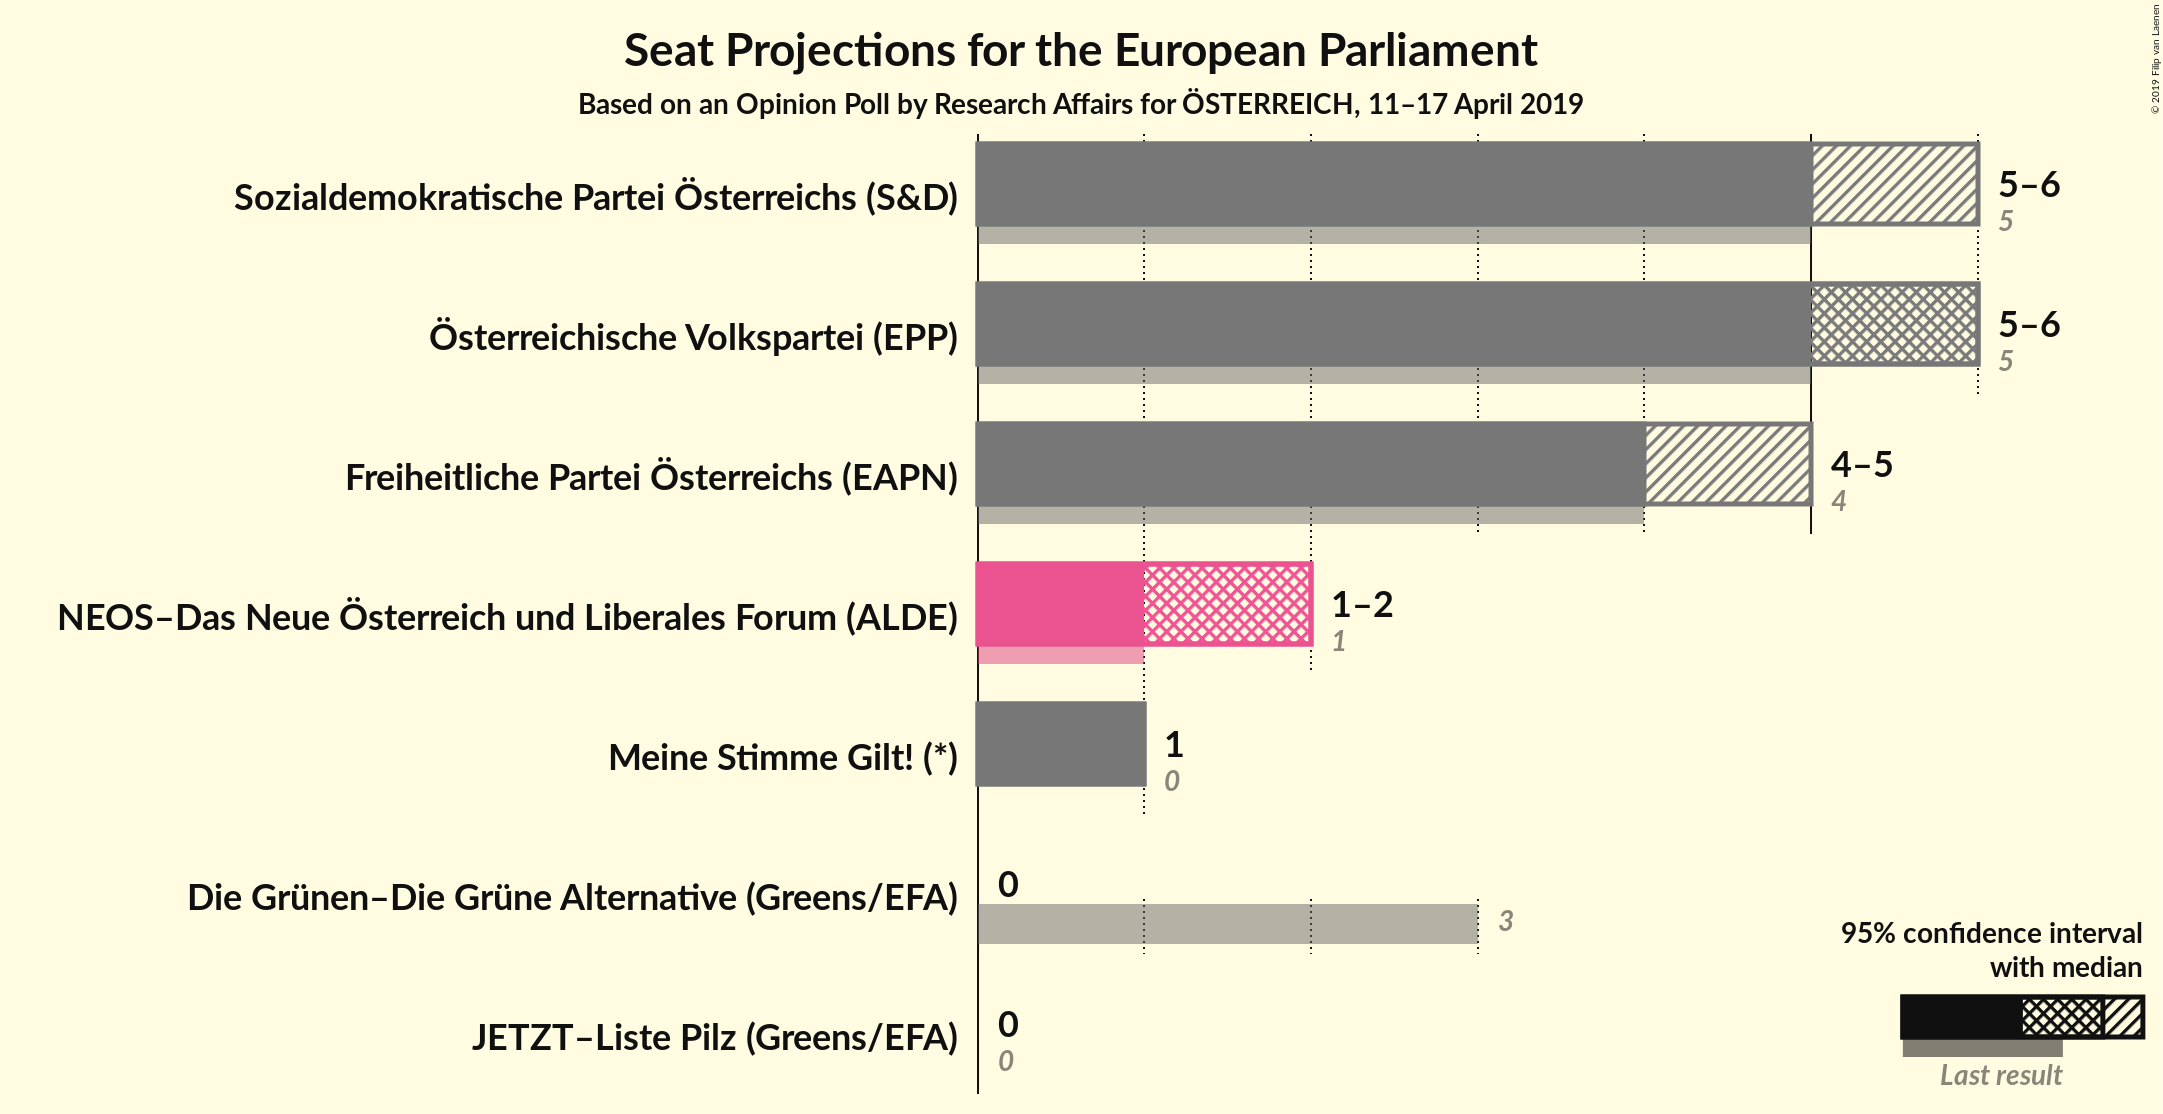 Seat Projections for the European Parliament
Based on an Opinion Poll by Research Affairs for ÖSTERREICH, 11–17 April 2019
© 2019 Filip van Laenen
Sozialdemokratische Partei Österreichs (S&D)
5–6
5
Österreichische Volkspartei (EPP)
5–6
5
Freiheitliche Partei Österreichs (EAPN)
4–5
4
NEOS–Das Neue Österreich und Liberales Forum (ALDE)
1–2
1
Meine Stimme Gilt! (*)
1
0
Die Grünen–Die Grüne Alternative (Greens/EFA)
0
3
JETZT–Liste Pilz (Greens/EFA)
0
0
95% confidence interval
with median
Last result